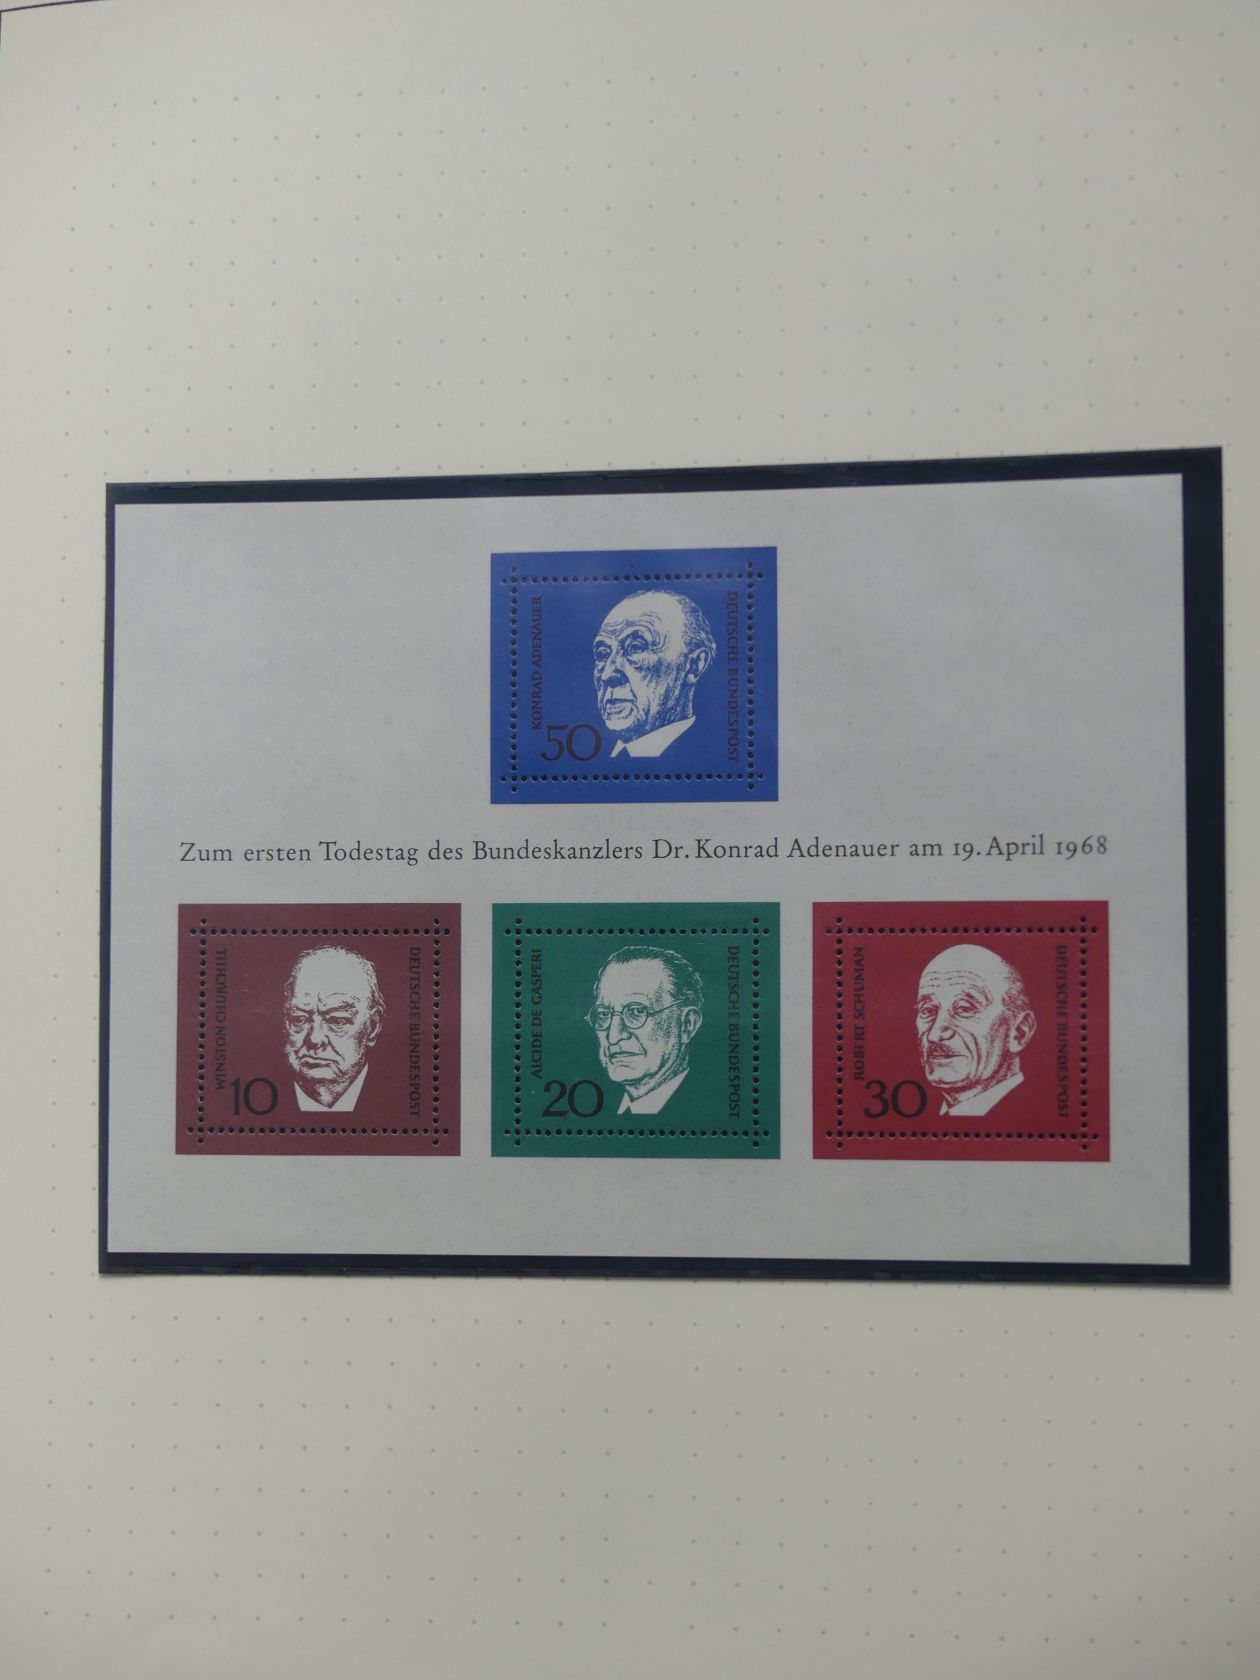 KONRAD ADENAUER
50
DEUTSCHE BUNDESPOST
Zum ersten Todestag des Bundeskanzlers Dr. Konrad Adenauer am 19. April 1968
WINSTON CHURCHILL
10
DEUTSCHE BUNDESPOST
ALCIDE DE GASPERI
20
DEUTSCHE BUNDESPOST
ROBERT SCHUMAN
30
DEUTSCHE BUNDESPOST